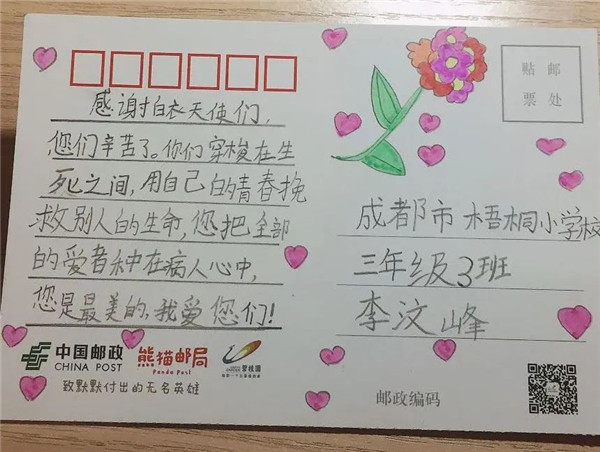 感谢白衣天使们,
您们辛苦了。你们穿梭在生
死之间,用自己的青春挽
救别人的生命,您把全部
的爱者种在病人心中,
您是最美的,我爱您们!
中国邮政
CHINA POST
熊猫邮局
Panda Post
碧桂园
致默默付出的无名英雄
贴 邮
票 处
成都市梧桐小学校
三年级3班
李汶峰
邮政编码